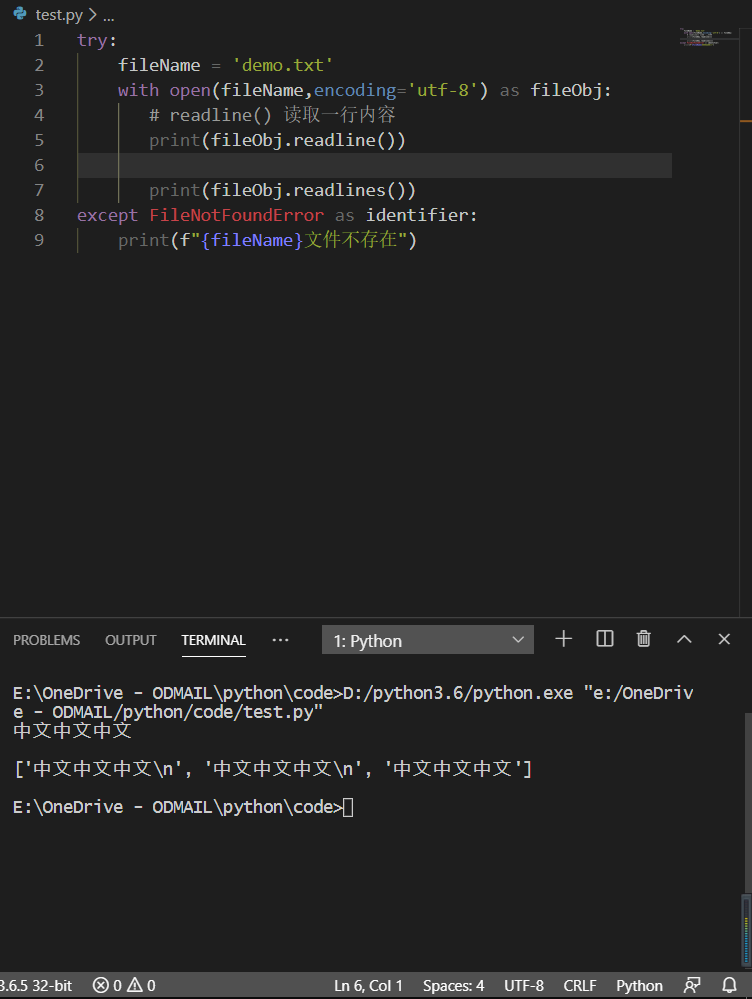 test.py > ...
1 try:
2     fileName = 'demo.txt'
3     with open(fileName,encoding='utf-8') as fileObj:
4        # readline() 读取一行内容
5        print(fileObj.readline())
6
7        print(fileObj.readlines())
8 except FileNotFoundError as identifier:
9     print(f"{fileName}文件不存在")
PROBLEMS OUTPUT TERMINAL ··· 1: Python
E:\OneDrive - ODMAIL\python\code>D:/python3.6/python.exe "e:/OneDriv
e - ODMAIL/python/code/test.py"
中文中文中文
['中文中文中文\n', '中文中文中文\n', '中文中文中文']
E:\OneDrive - ODMAIL\python\code>
3.6.5 32-bit 0 0 Ln 6, Col 1 Spaces: 4 UTF-8 CRLF Python